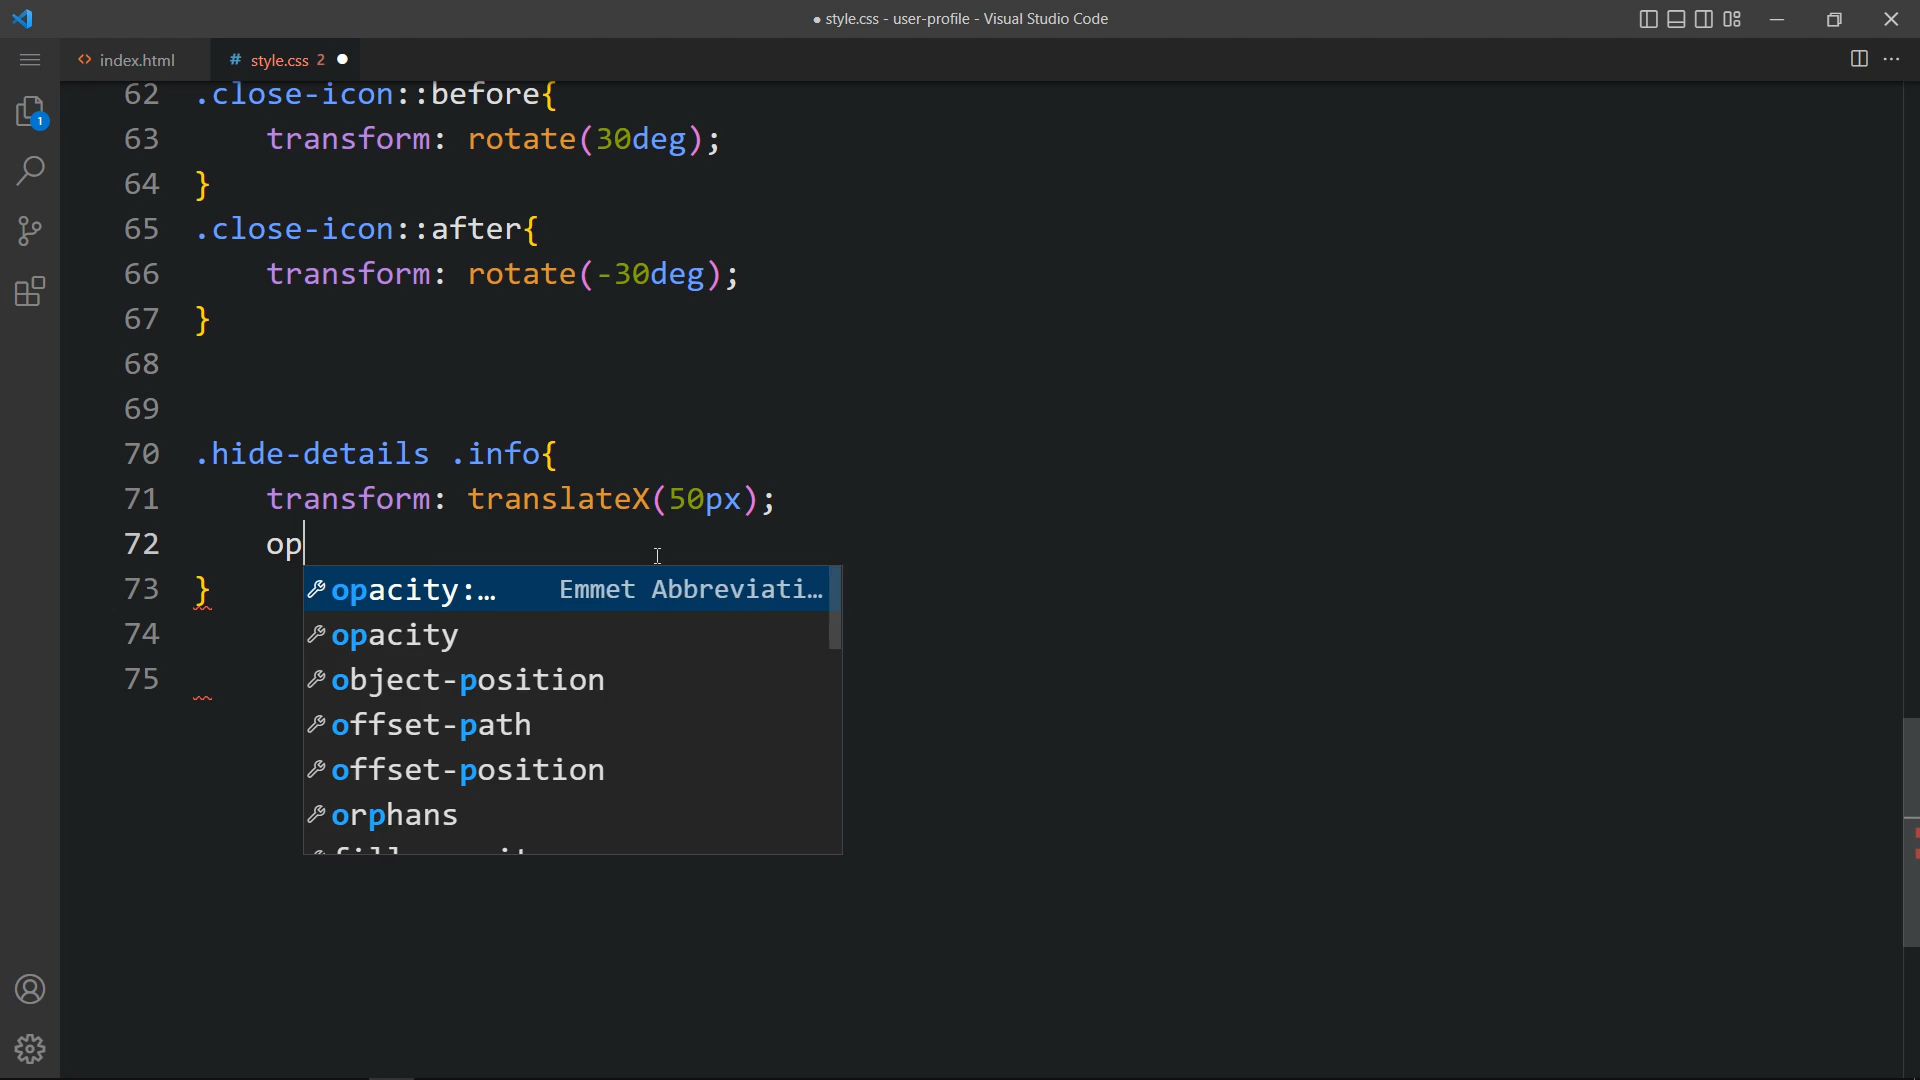 ● style.css - user-profile - Visual Studio Code
index.html
# style.css 2 ●
1
62 .close-icon::before{
63 transform: rotate(30deg);
64 }
65 .close-icon::after{
66 transform: rotate(-30deg);
67 }
68
69
70 .hide-details .info{
71 transform: translateX(50px);
72 op
73 }
74
75
opacity:… Emmet Abbreviati…
opacity
object-position
offset-path
offset-position
orphans